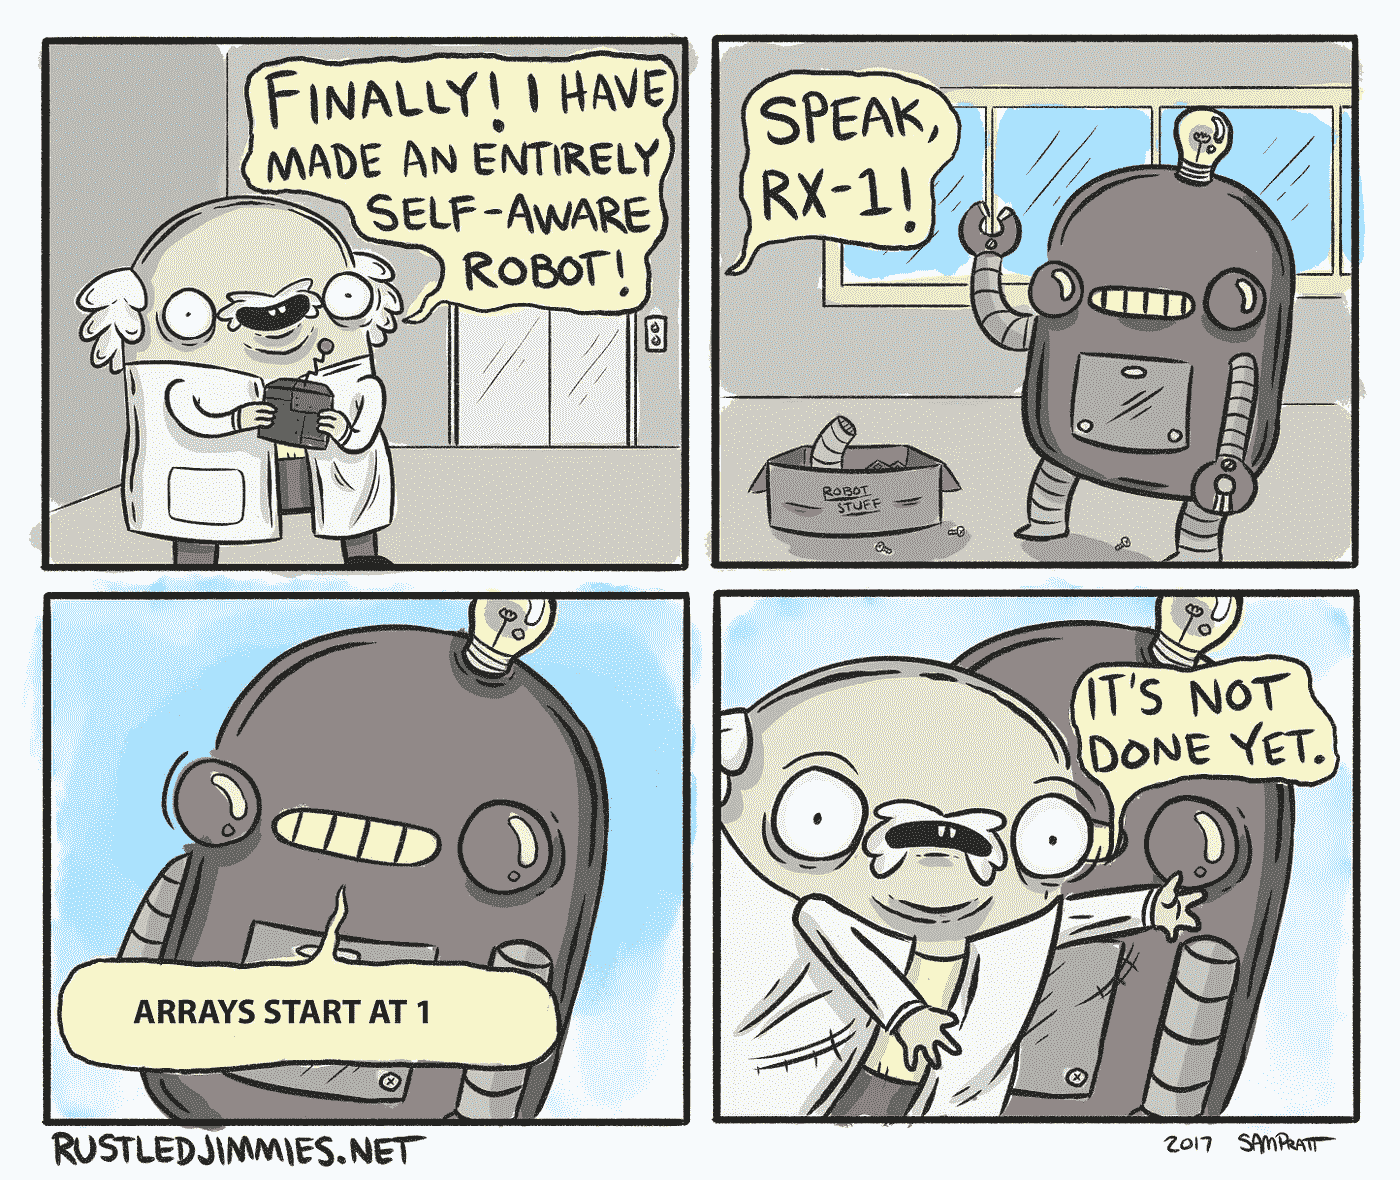 FINALLY! I HAVE
MADE AN ENTIRELY
SELF-AWARE
ROBOT!
SPEAK,
RX-1!
ROBOT
STUFF
ARRAYS START AT 1
IT'S NOT
DONE YET.
RUSTLEDJIMMIES.NET
2017 SAMPRATT